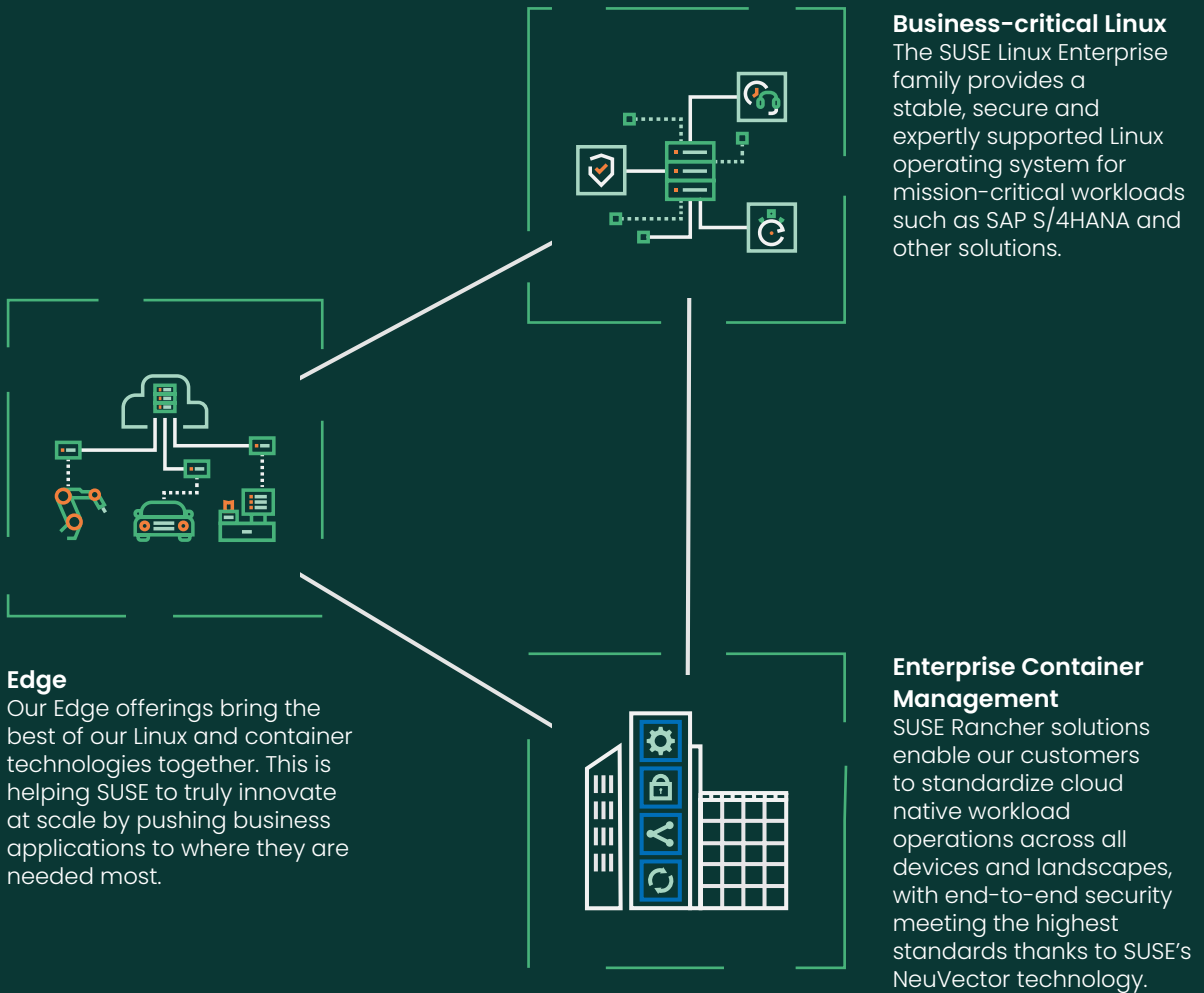 Business-critical Linux
The SUSE Linux Enterprise
family provides a
stable, secure and
expertly supported Linux
operating system for
mission-critical workloads
such as SAP S/4HANA and
other solutions.
Edge
Our Edge offerings bring the
best of our Linux and container
technologies together. This is
helping SUSE to truly innovate
at scale by pushing business
applications to where they are
needed most.
Enterprise Container
Management
SUSE Rancher solutions
enable our customers
to standardize cloud
native workload
operations across all
devices and landscapes,
with end-to-end security
meeting the highest
standards thanks to SUSE’s
NeuVector technology.